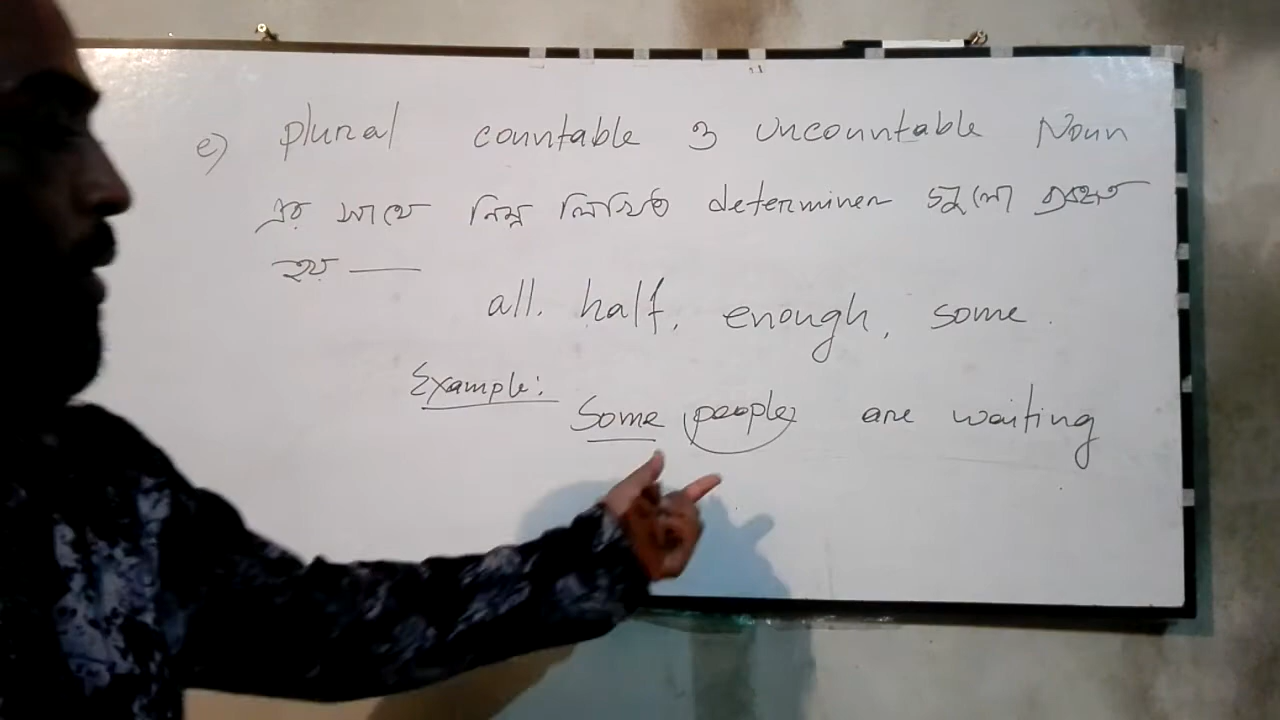 e) plural countable ও uncountable Noun
এর সাথে নিম্ন লিখিত determiner গুলো ব্যবহৃত
হয় —
all, half, enough, some.
Example:
Some people are waiting